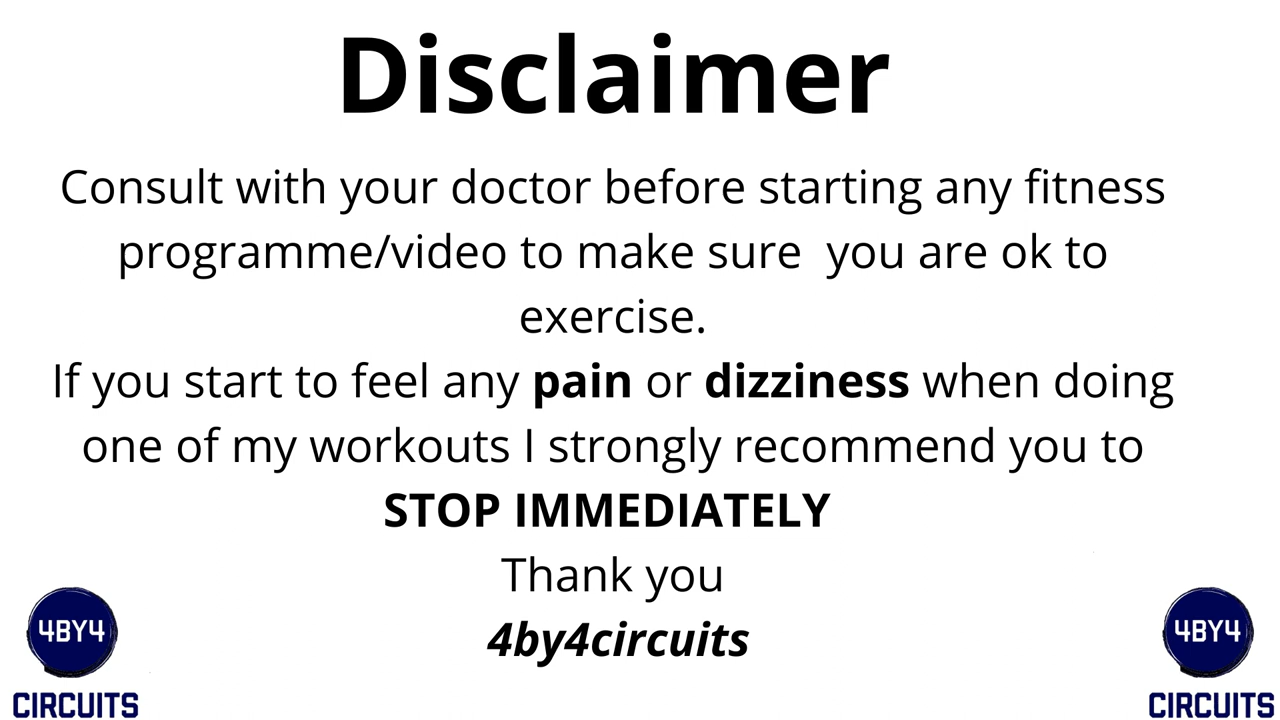 Disclaimer
Consult with your doctor before starting any fitness
programme/video to make sure  you are ok to
exercise.
If you start to feel any pain or dizziness when doing
one of my workouts I strongly recommend you to
STOP IMMEDIATELY
Thank you
4by4circuits
4BY4
CIRCUITS
4BY4
CIRCUITS